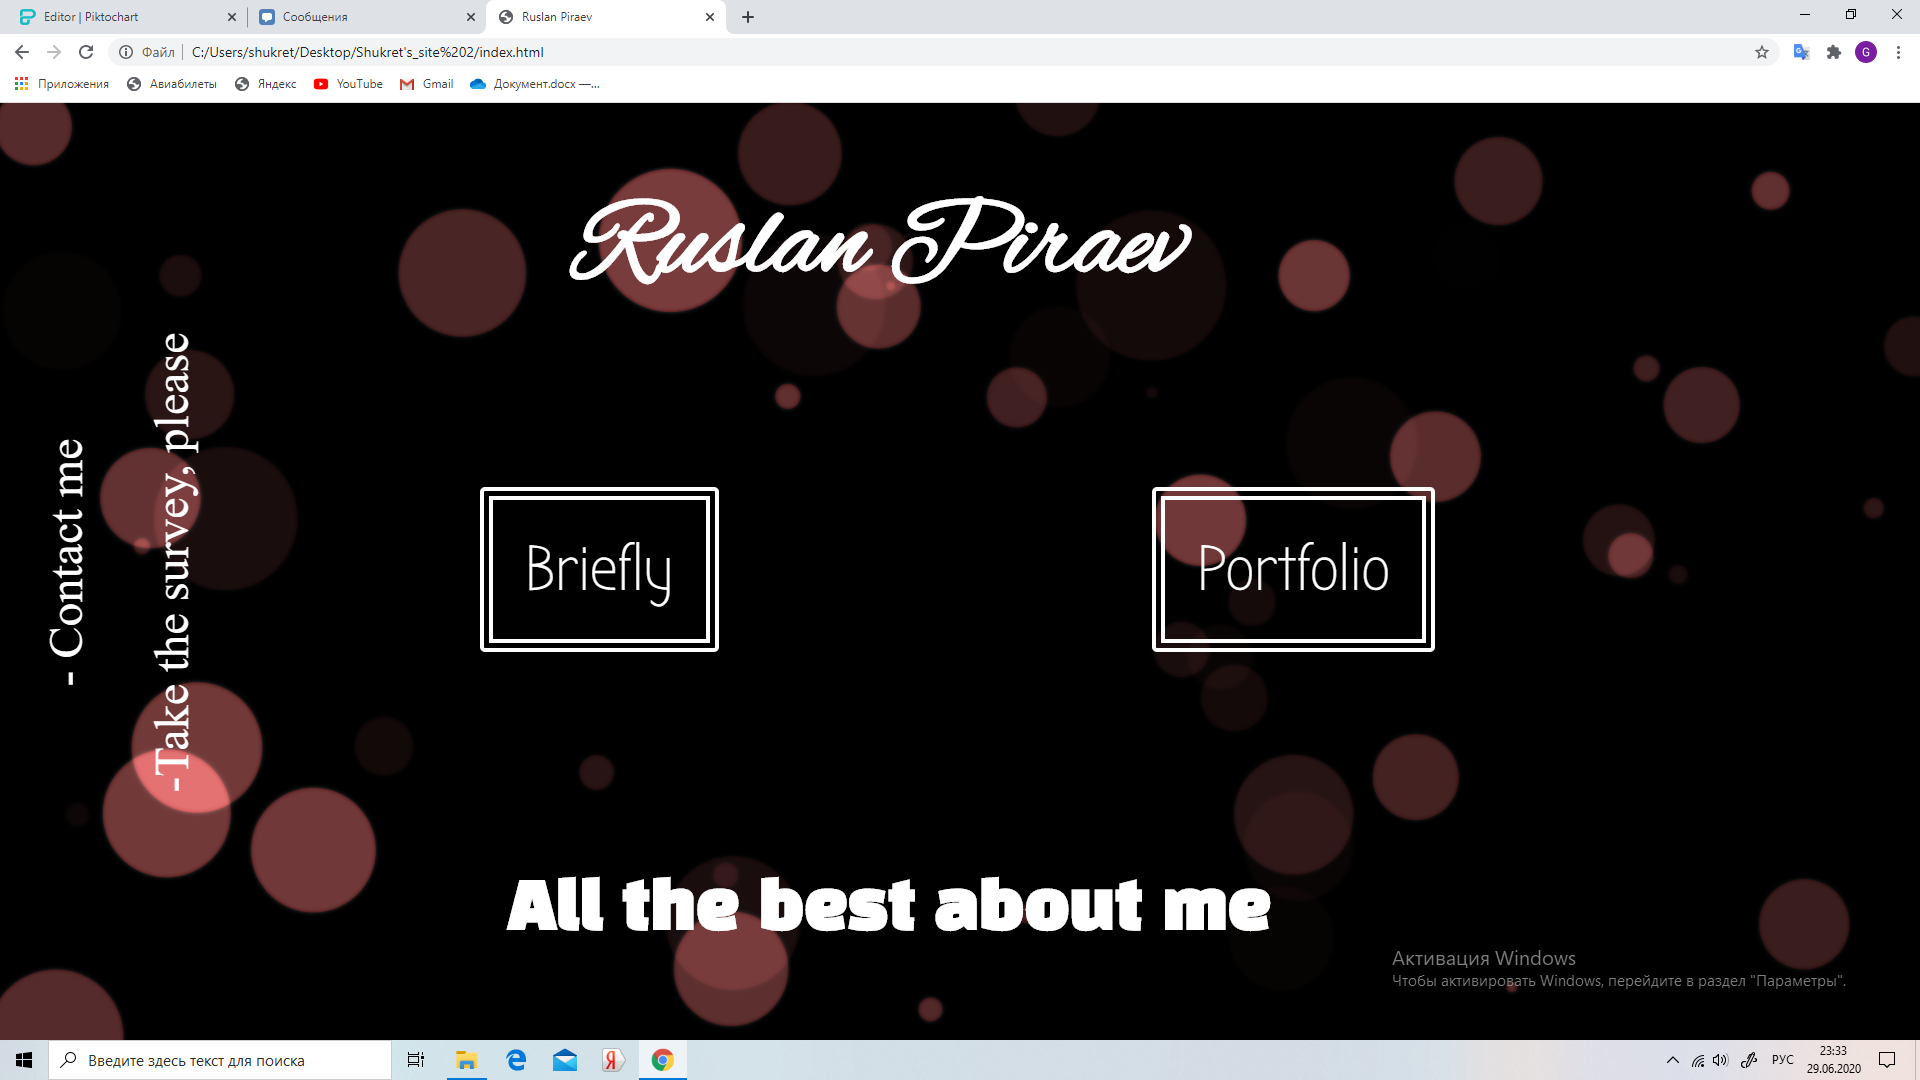 Editor | Piktochart
Сообщения
Ruslan Piraev
Файл
C:/Users/shukret/Desktop/Shukret's_site%202/index.html
G
Приложения
Авиабилеты
Яндекс
YouTube
Gmail
Документ.docx —...
Ruslan Piraev
- Contact me
-Take the survey, please
Briefly
Portfolio
All the best about me
Активация Windows
Чтобы активировать Windows, перейдите в раздел "Параметры".
Введите здесь текст для поиска
РУС
23:33
29.06.2020